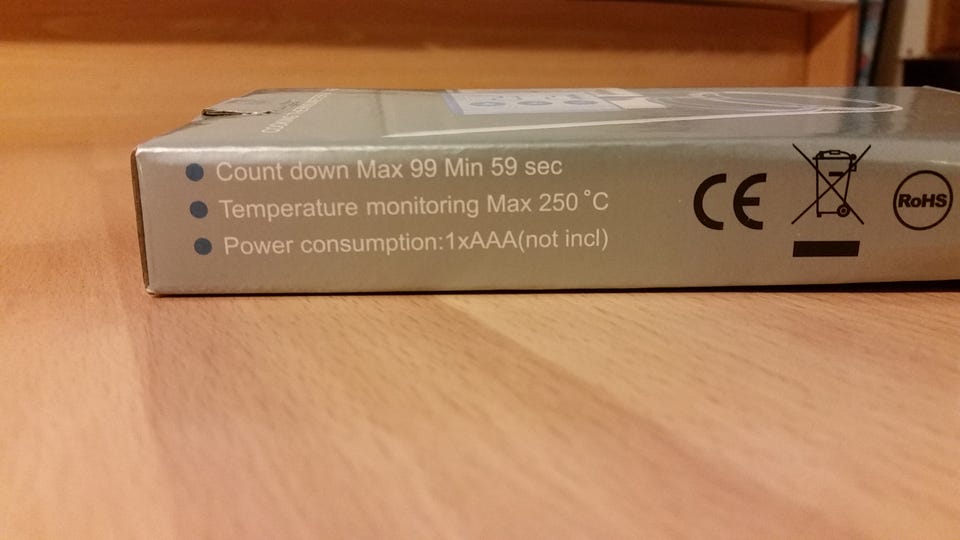 Count down Max 99 Min 59 sec
Temperature monitoring Max 250 °C
Power consumption:1xAAA(not incl)
CE
RoHS